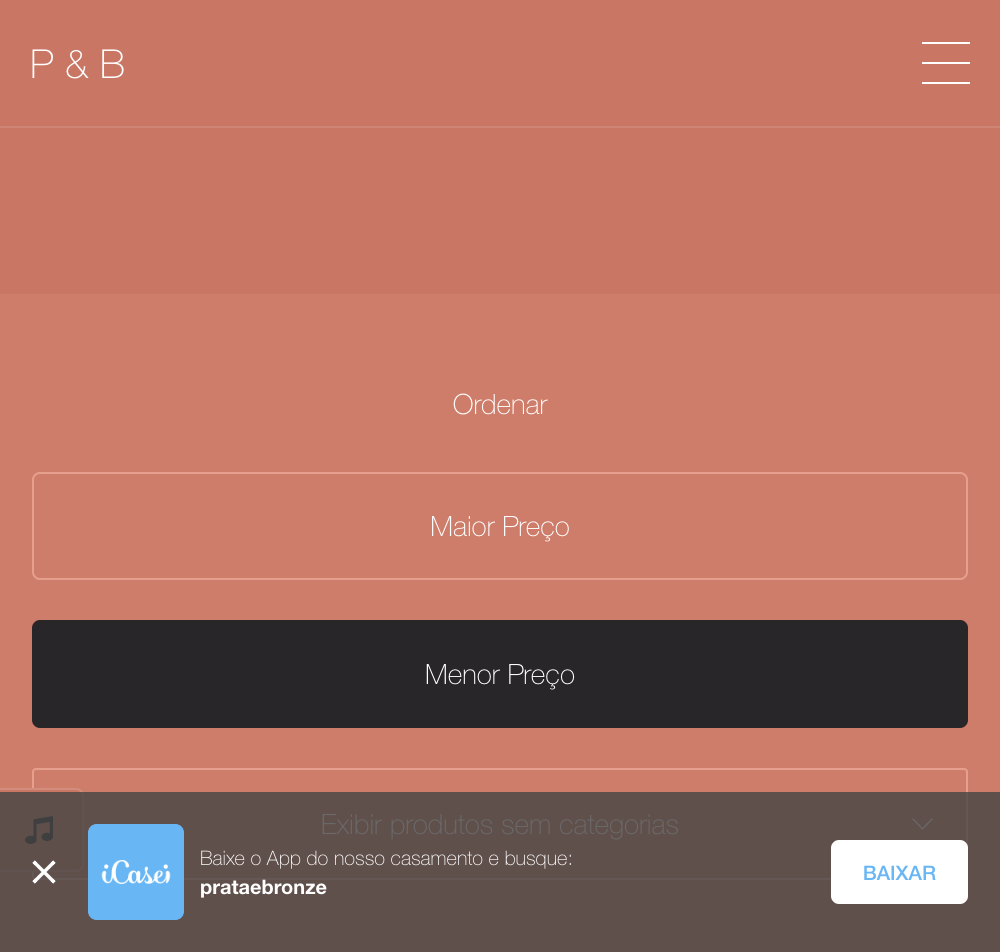 P & B
Ordenar
Maior Preço
Menor Preço
Exibir produtos sem categorias
iCasei
Baixe o App do nosso casamento e busque:
prataebronze
BAIXAR